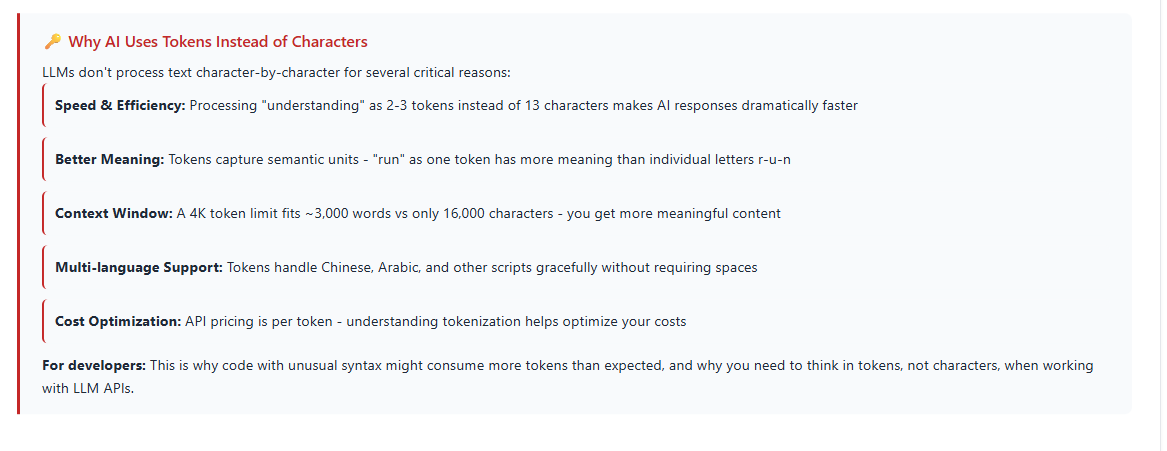 🔑 Why AI Uses Tokens Instead of Characters
LLMs don't process text character-by-character for several critical reasons:
Speed & Efficiency: Processing "understanding" as 2-3 tokens instead of 13 characters makes AI responses dramatically faster
Better Meaning: Tokens capture semantic units - "run" as one token has more meaning than individual letters r-u-n
Context Window: A 4K token limit fits ~3,000 words vs only 16,000 characters - you get more meaningful content
Multi-language Support: Tokens handle Chinese, Arabic, and other scripts gracefully without requiring spaces
Cost Optimization: API pricing is per token - understanding tokenization helps optimize your costs
For developers: This is why code with unusual syntax might consume more tokens than expected, and why you need to think in tokens, not characters, when working
with LLM APIs.